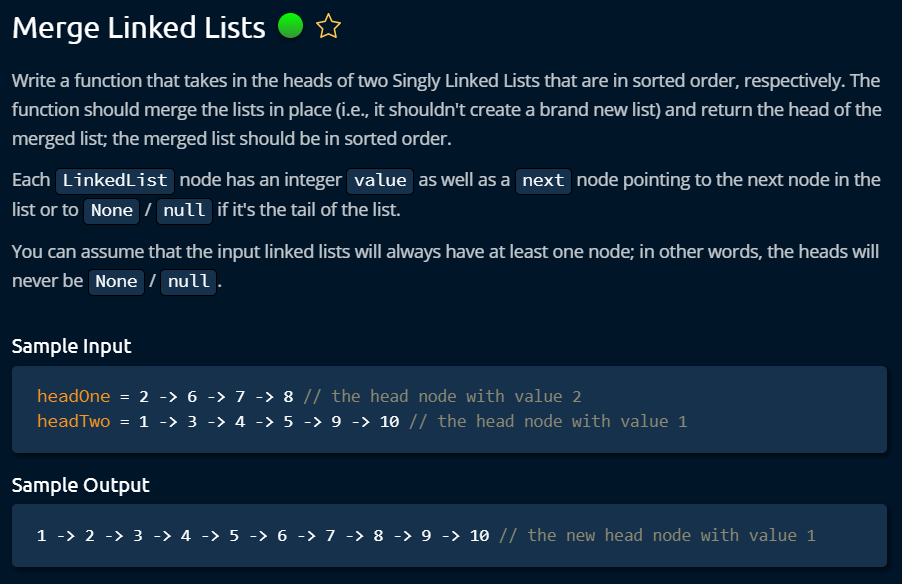 Merge Linked Lists
Write a function that takes in the heads of two Singly Linked Lists that are in sorted order, respectively. The
function should merge the lists in place (i.e., it shouldn't create a brand new list) and return the head of the
merged list; the merged list should be in sorted order.
Each LinkedList node has an integer value as well as a next node pointing to the next node in the
list or to None / null if it's the tail of the list.
You can assume that the input linked lists will always have at least one node; in other words, the heads will
never be None / null.
Sample Input
headOne = 2 -> 6 -> 7 -> 8 // the head node with value 2
headTwo = 1 -> 3 -> 4 -> 5 -> 9 -> 10 // the head node with value 1
Sample Output
1 -> 2 -> 3 -> 4 -> 5 -> 6 -> 7 -> 8 -> 9 -> 10 // the new head node with value 1